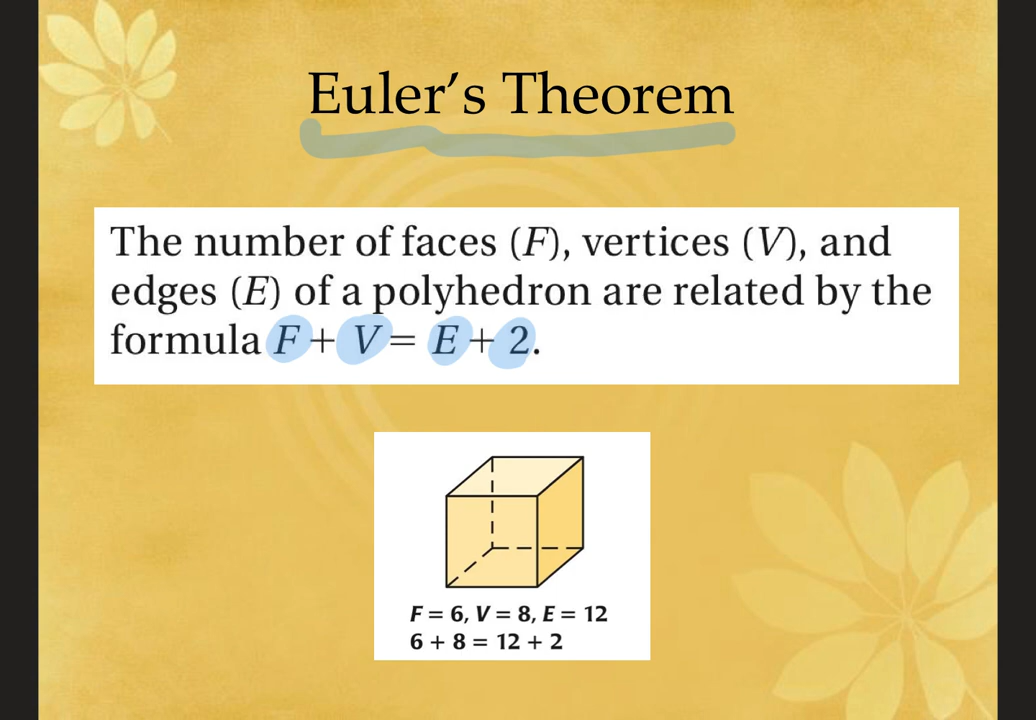 Euler’s Theorem
The number of faces (F), vertices (V), and
edges (E) of a polyhedron are related by the
formula F + V = E + 2.
F = 6, V = 8, E = 12
6 + 8 = 12 + 2